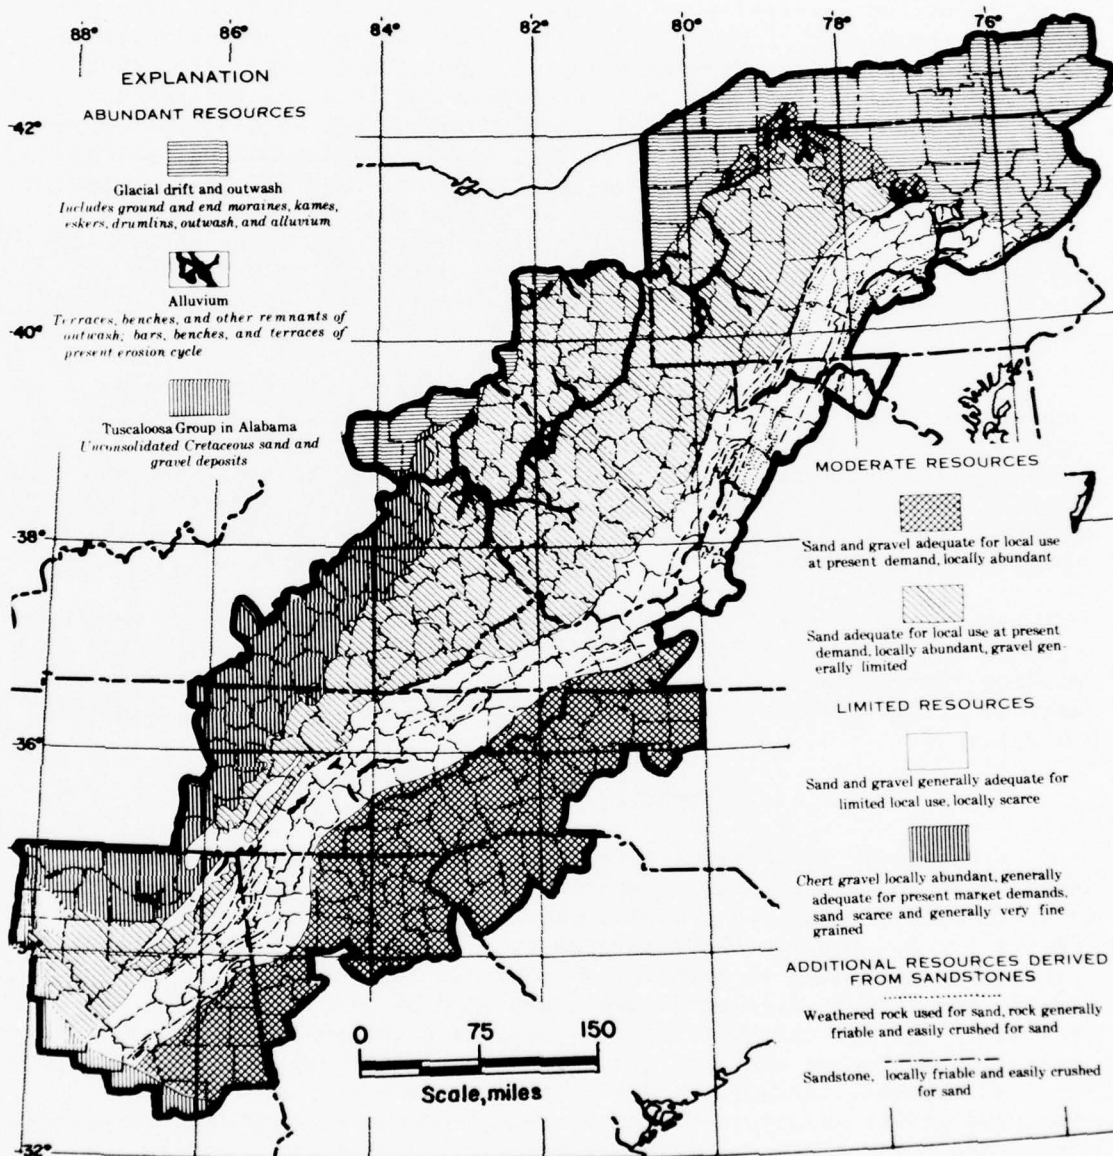 88° 86° 84° 82° 80° 78° 76°
EXPLANATION
ABUNDANT RESOURCES
42°
Glacial drift and outwash
Includes ground and end moraines, kames,
eskers, drumlins, outwash, and alluvium
Alluvium
Terraces, benches, and other remnants of
outwash; bars, benches, and terraces of
present erosion cycle
40°
Tuscaloosa Group in Alabama
Unconsolidated Cretaceous sand and
gravel deposits
38°
36°
34°
32°
MODERATE RESOURCES
Sand and gravel adequate for local use
at present demand, locally abundant
Sand adequate for local use at present
demand, locally abundant, gravel gen-
erally limited
LIMITED RESOURCES
Sand and gravel generally adequate for
limited local use, locally scarce
Chert gravel locally abundant, generally
adequate for present market demands,
sand scarce and generally very fine
grained
ADDITIONAL RESOURCES DERIVED
FROM SANDSTONES
Weathered rock used for sand, rock generally
friable and easily crushed for sand
Sandstone, locally friable and easily crushed
for sand
0 75 150
Scale, miles
84° 82° 80° 78° 76°